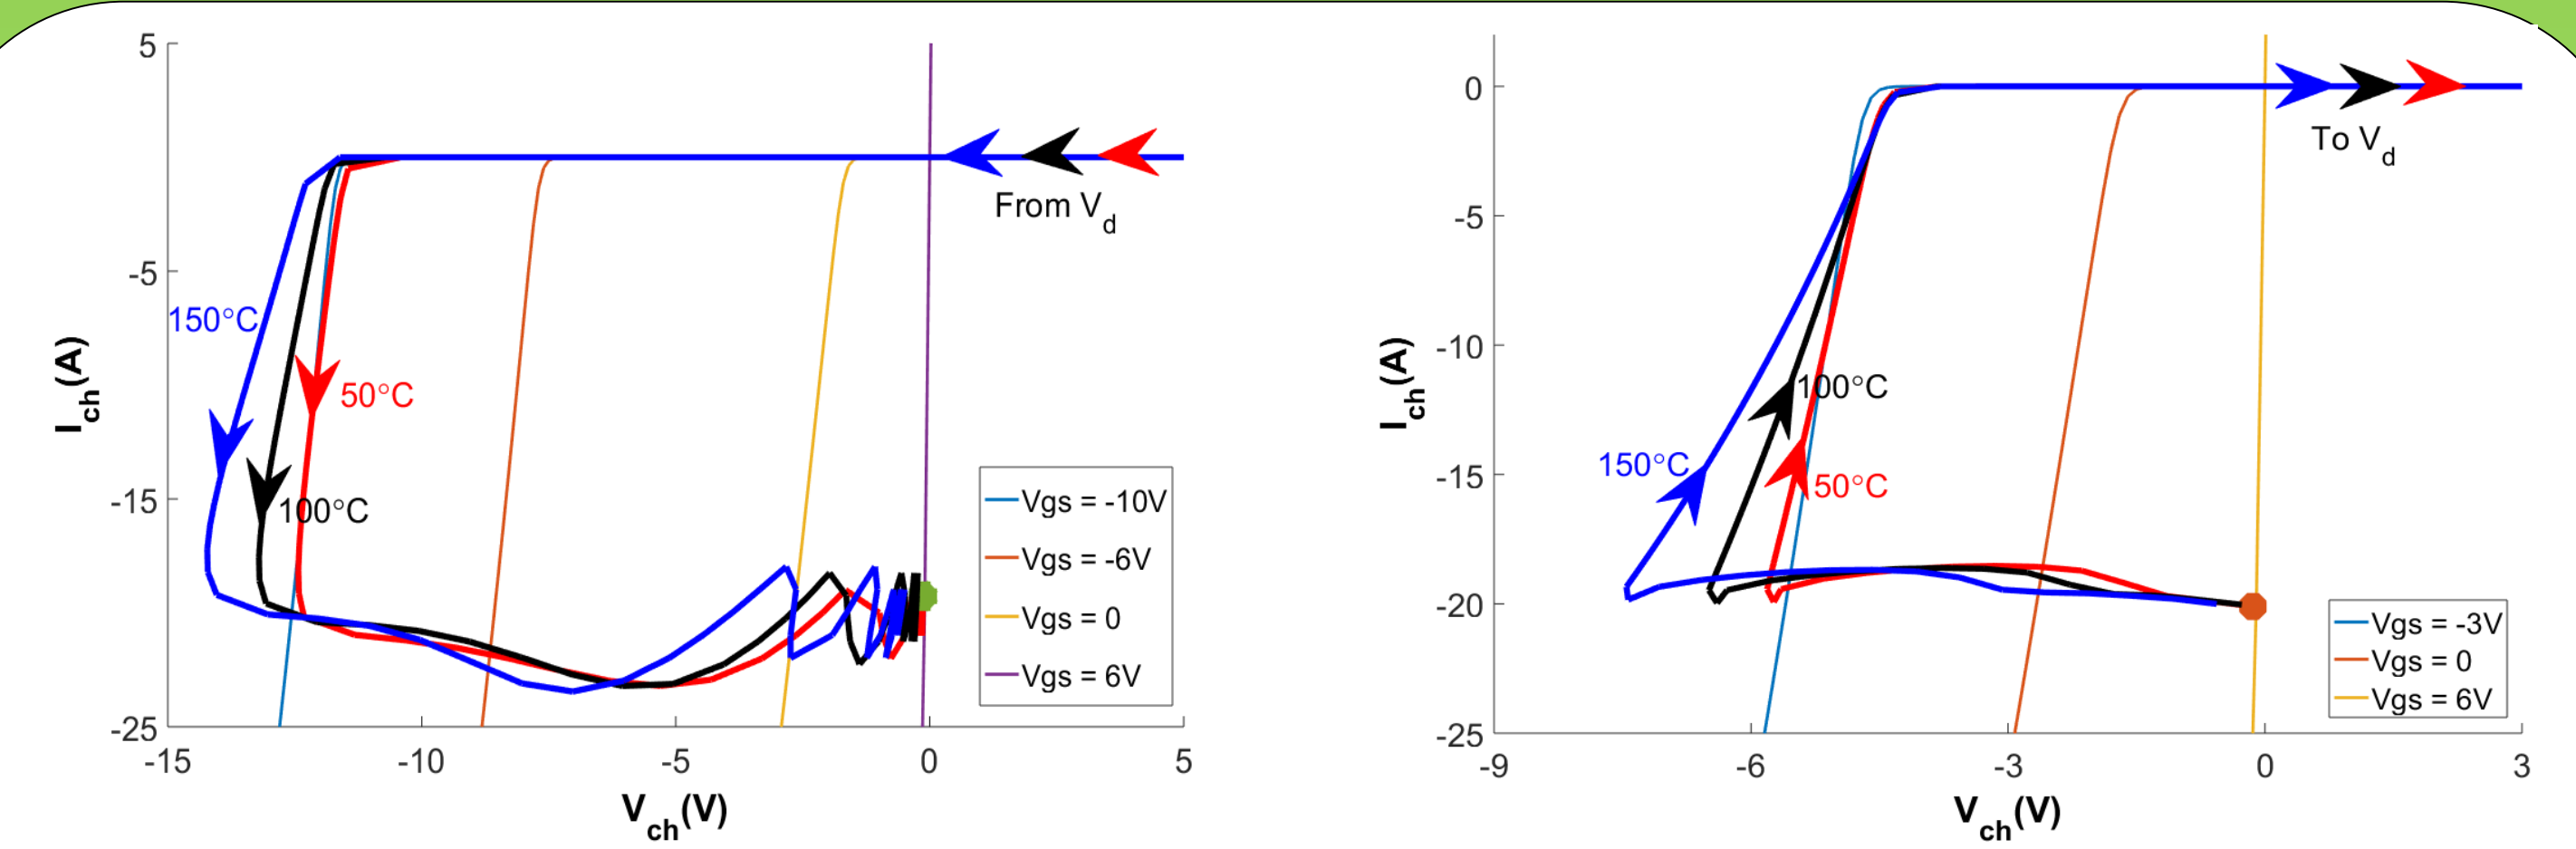 5
-5
-15
-25
-15
-10
-5
0
5
I_ch(A)
V_ch(V)
From V_d
150°C
50°C
100°C
Vgs = -10V
Vgs = -6V
Vgs = 0
Vgs = 6V
0
-5
-10
-15
-20
-25
-9
-6
-3
0
3
I_ch(A)
V_ch(V)
To V_d
100°C
150°C
50°C
Vgs = -3V
Vgs = 0
Vgs = 6V